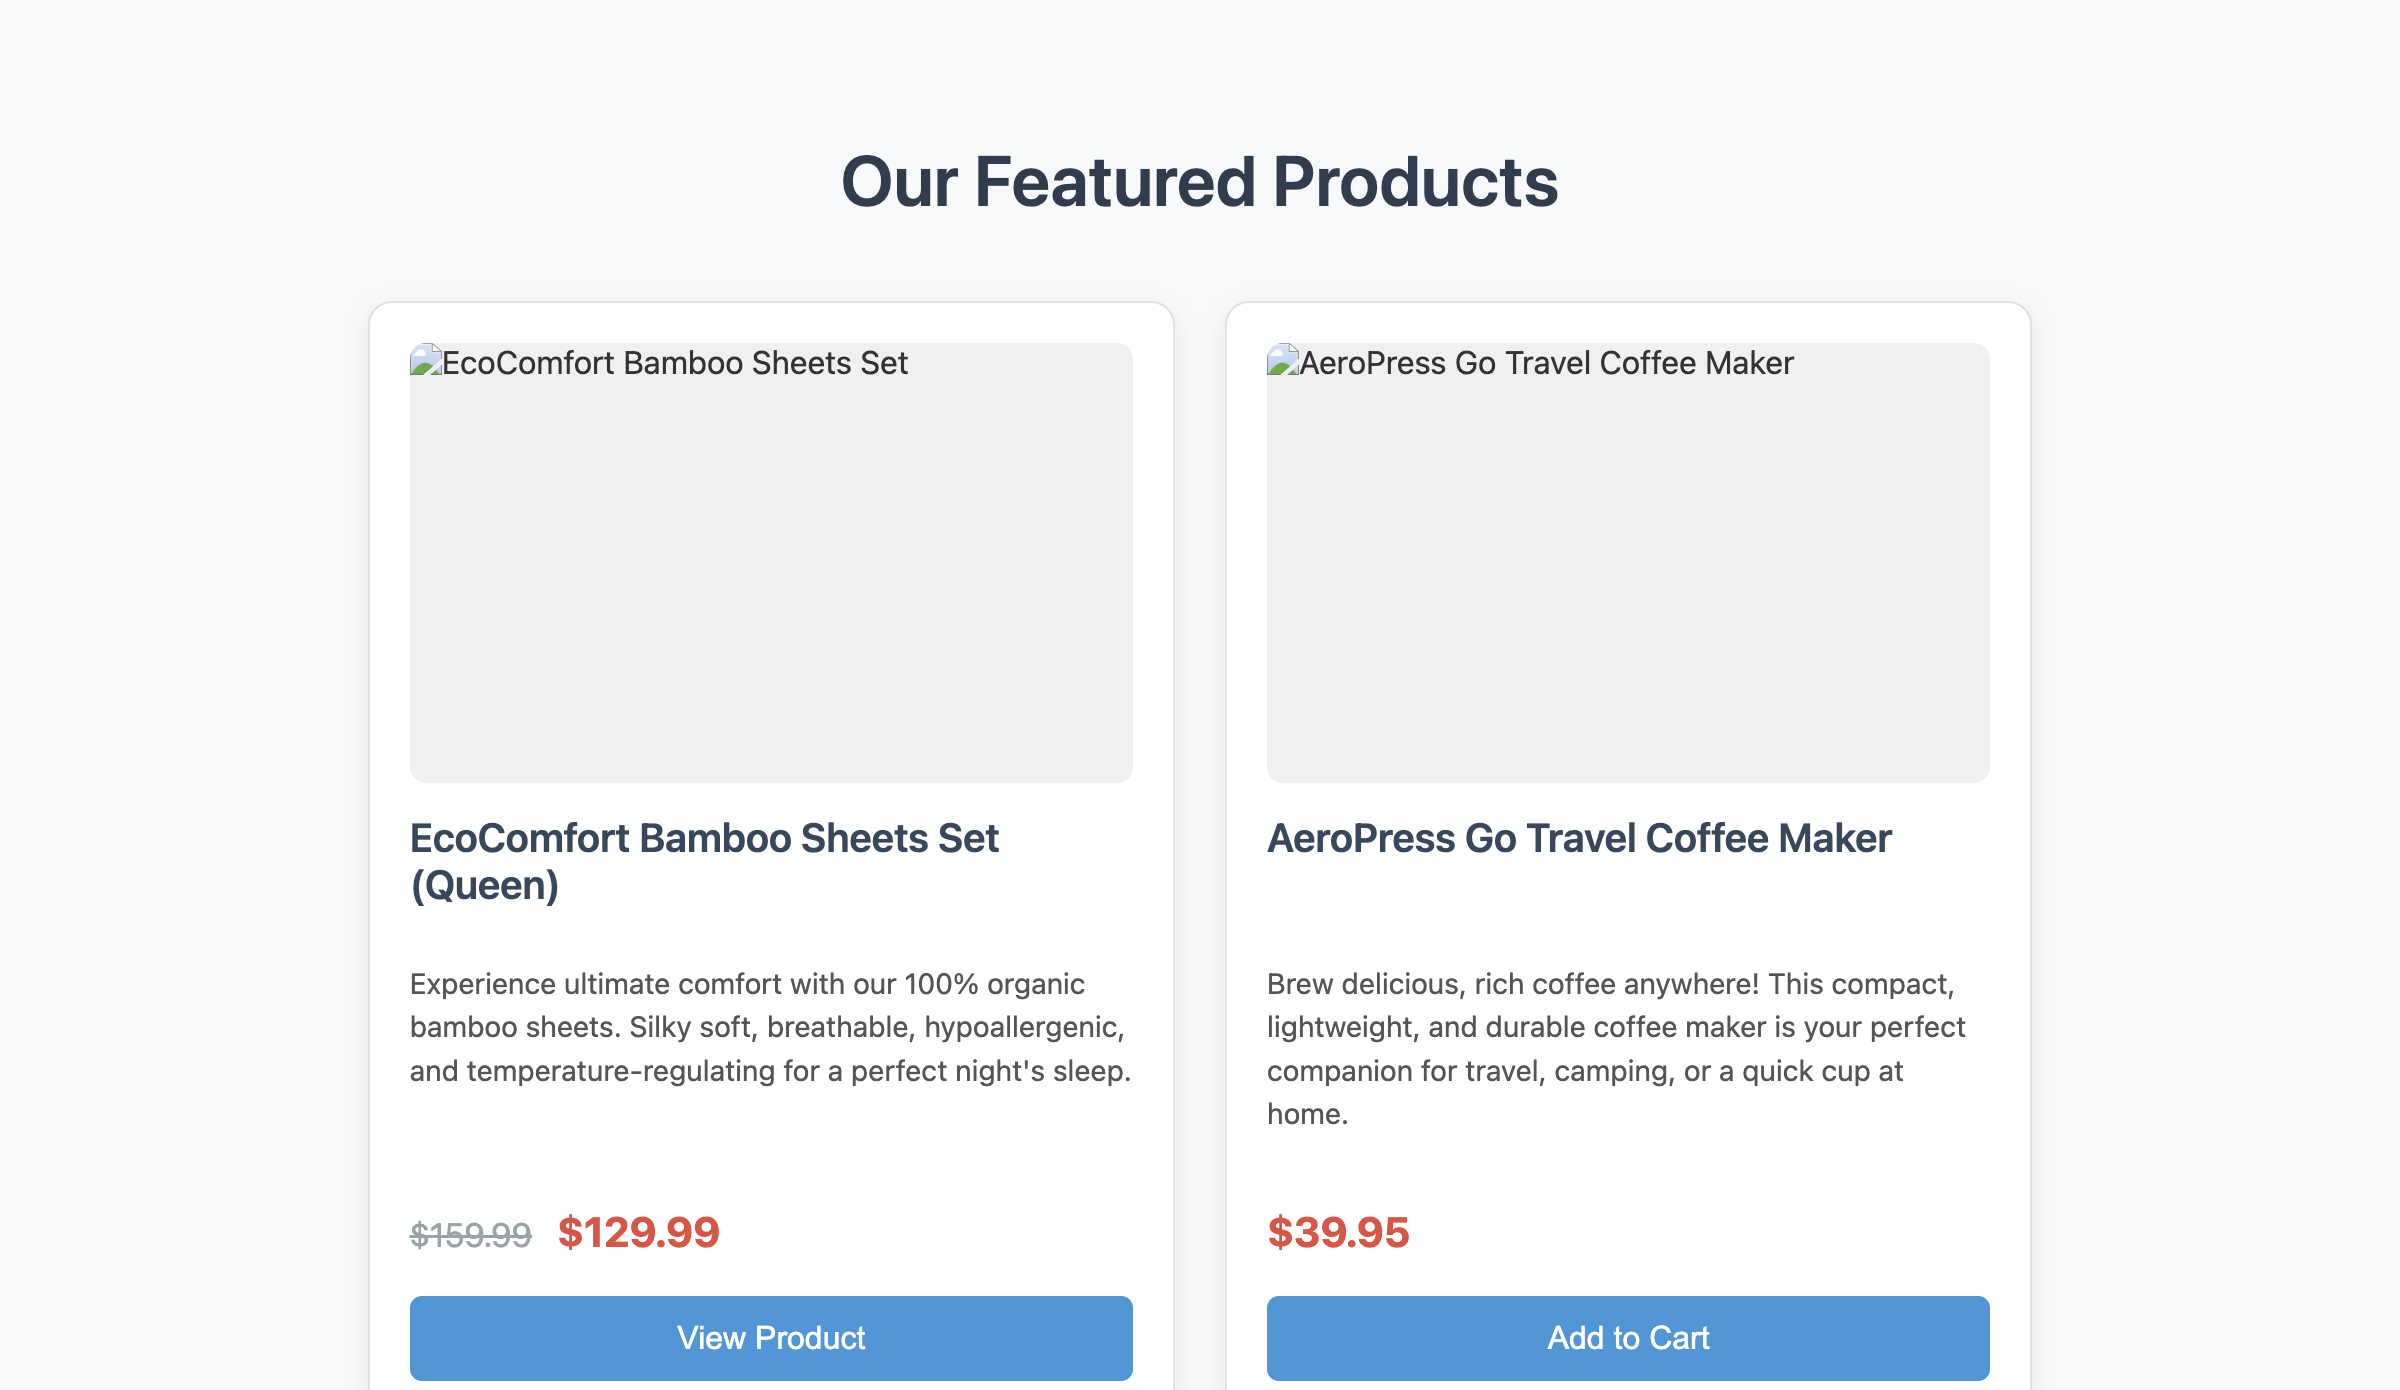 Our Featured Products
EcoComfort Bamboo Sheets Set
EcoComfort Bamboo Sheets Set
(Queen)
Experience ultimate comfort with our 100% organic
bamboo sheets. Silky soft, breathable, hypoallergenic,
and temperature-regulating for a perfect night's sleep.
$159.99 $129.99
View Product
AeroPress Go Travel Coffee Maker
AeroPress Go Travel Coffee Maker
Brew delicious, rich coffee anywhere! This compact,
lightweight, and durable coffee maker is your perfect
companion for travel, camping, or a quick cup at
home.
$39.95
Add to Cart